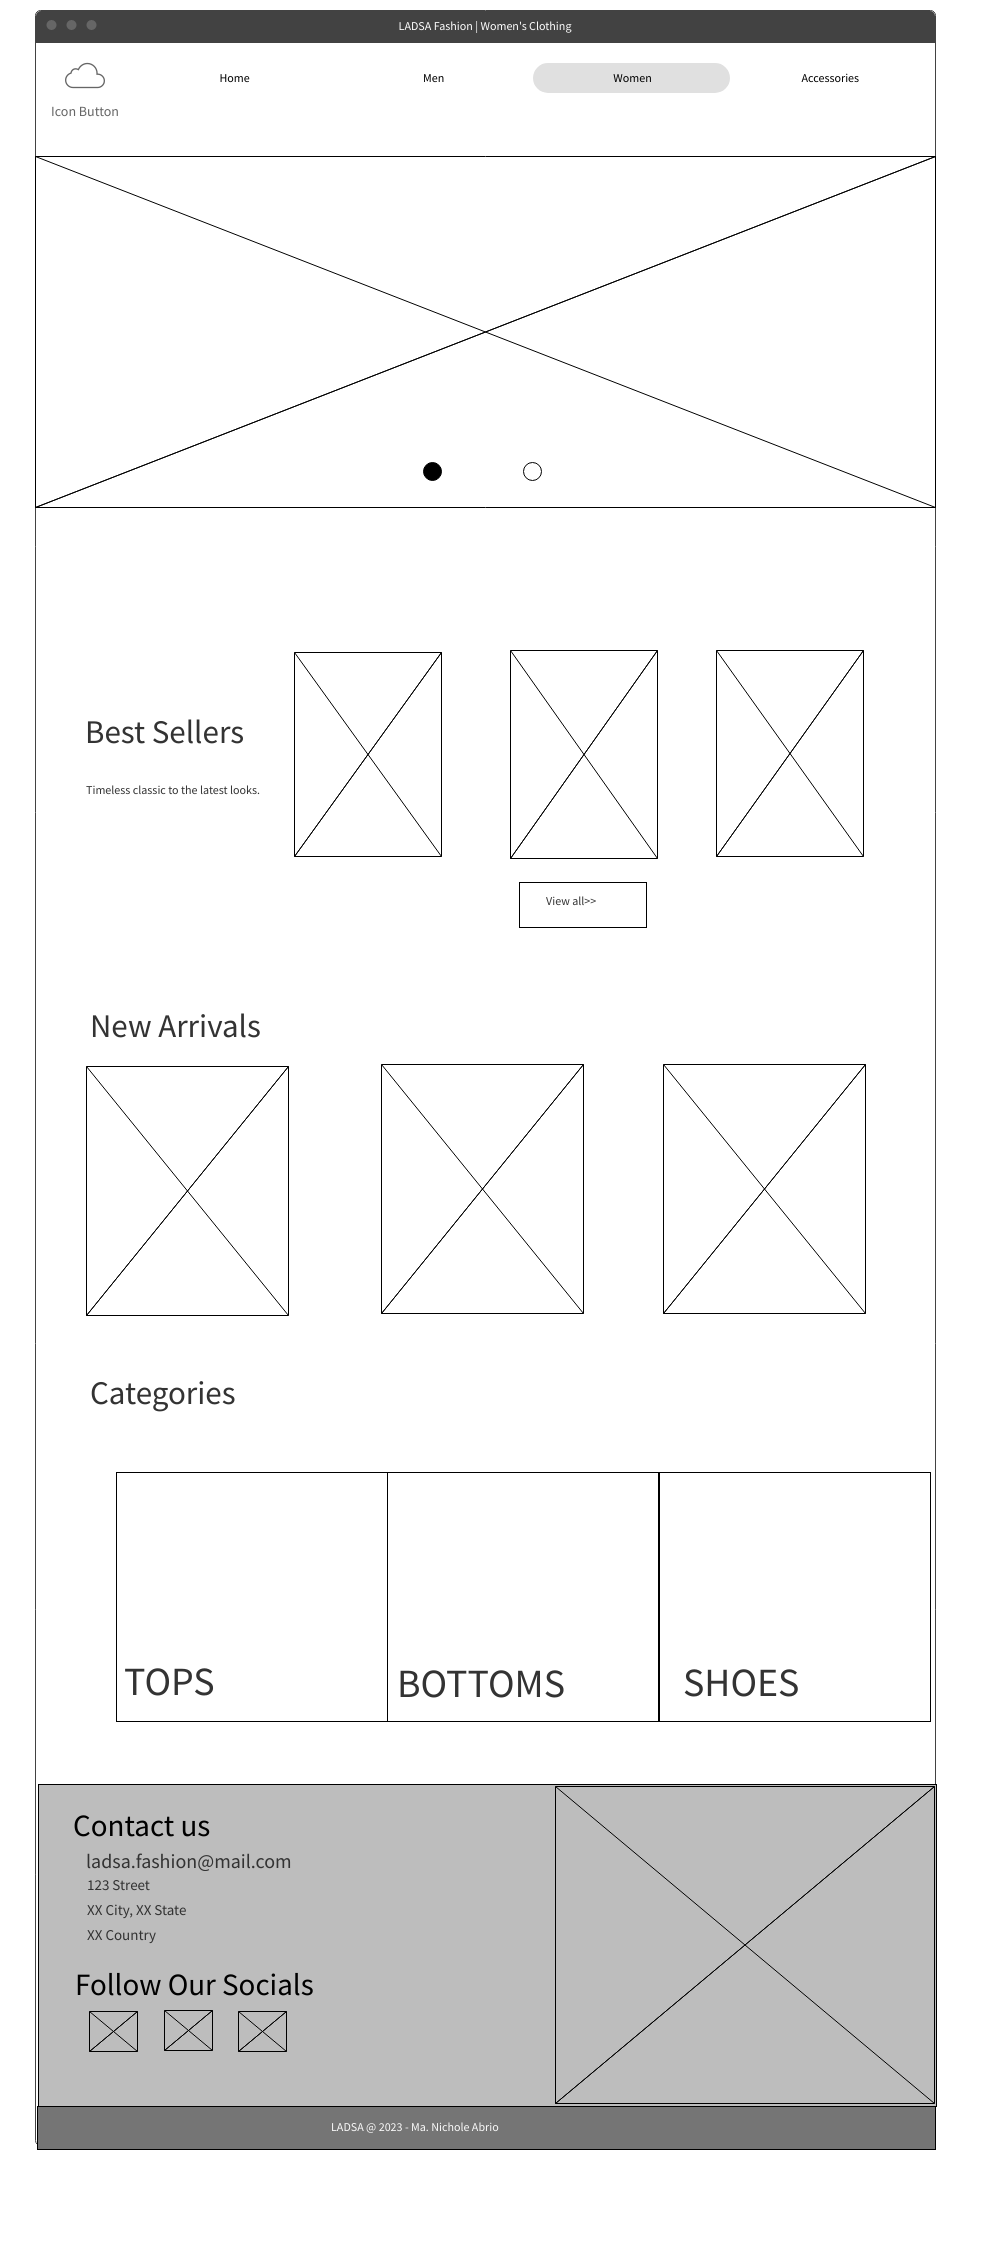 LADSA Fashion | Women's Clothing
Home
Men
Women
Accessories
Icon Button
Best Sellers
Timeless classic to the latest looks.
View all>>
New Arrivals
Categories
TOPS
BOTTOMS
SHOES
Contact us
ladsa.fashion@mail.com
123 Street
XX City, XX State
XX Country
Follow Our Socials
LADSA @ 2023 - Ma. Nichole Abrio